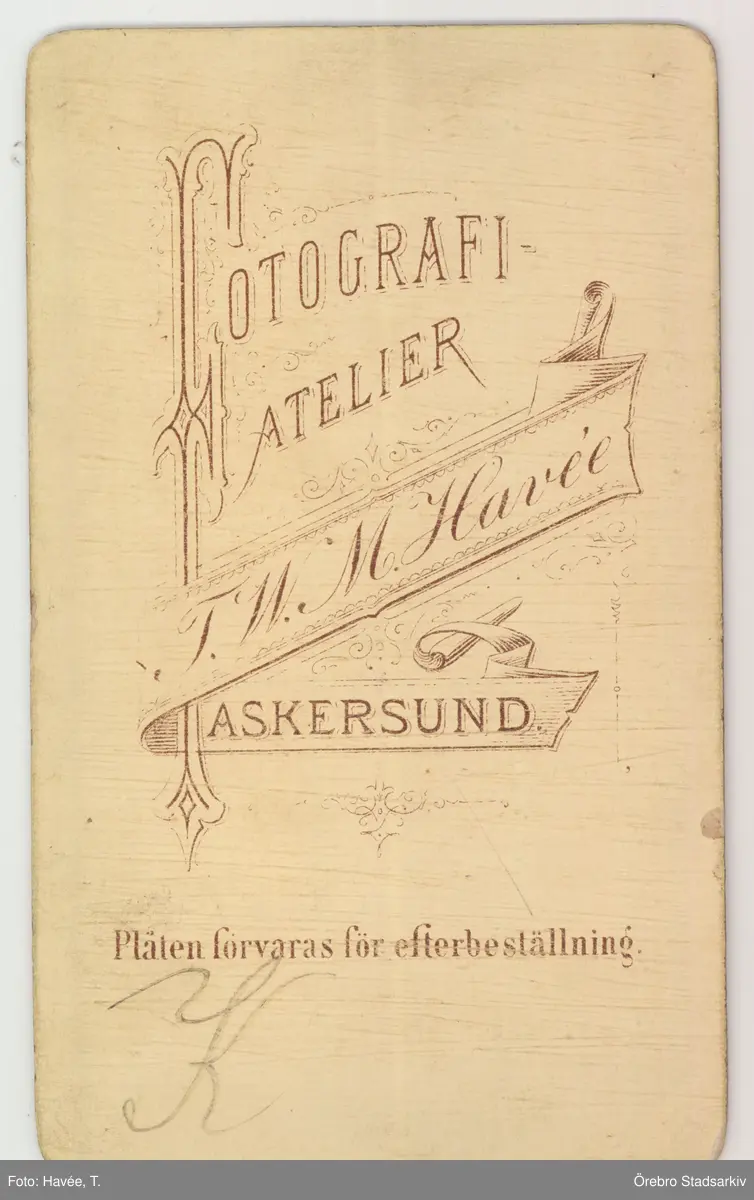 FOTOGRAFI-
ATELIER
T. W. M. Havée
ASKERSUND.
Plåten förvaras för efterbeställning.
K
Foto: Havée, T.
Örebro Stadsarkiv